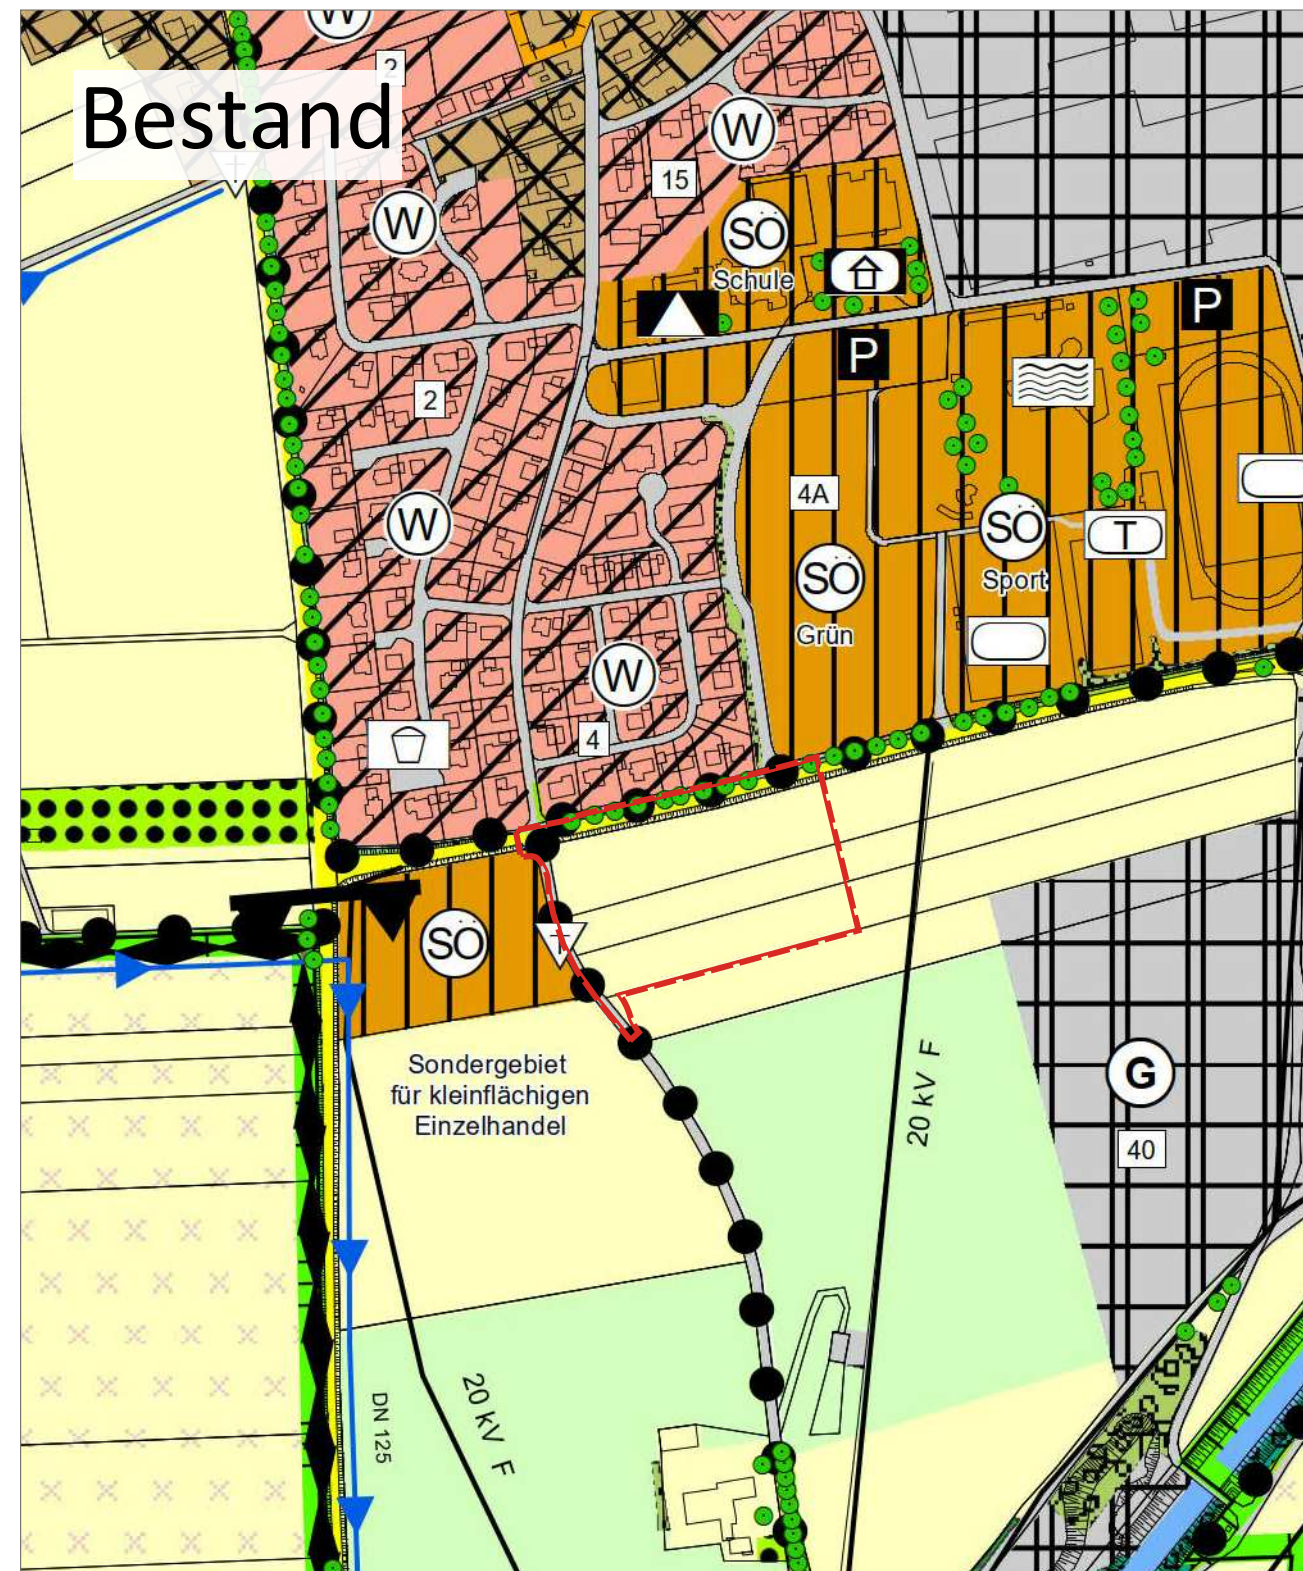 W
2
Bestand
W
15
W
SO
Schule
P
P
2
4A
W
SO
Sport
T
SO
Grün
W
4
SO
Sondergebiet
für kleinflächigen
Einzelhandel
20 kV F
G
40
DN 125
20 kV F